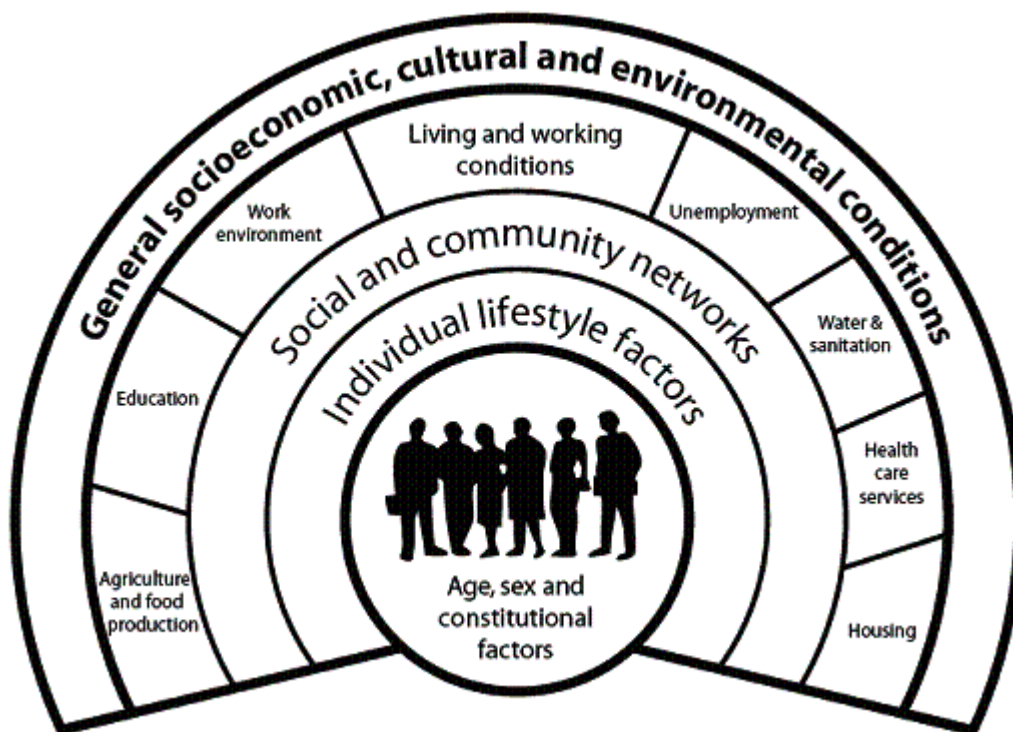 General socioeconomic, cultural and environmental conditions
Living and working
conditions
Work
environment
Unemployment
Education
Water &
sanitation
Agriculture
and food
production
Health
care
services
Housing
Social and community networks
Individual lifestyle factors
Age, sex and
constitutional
factors